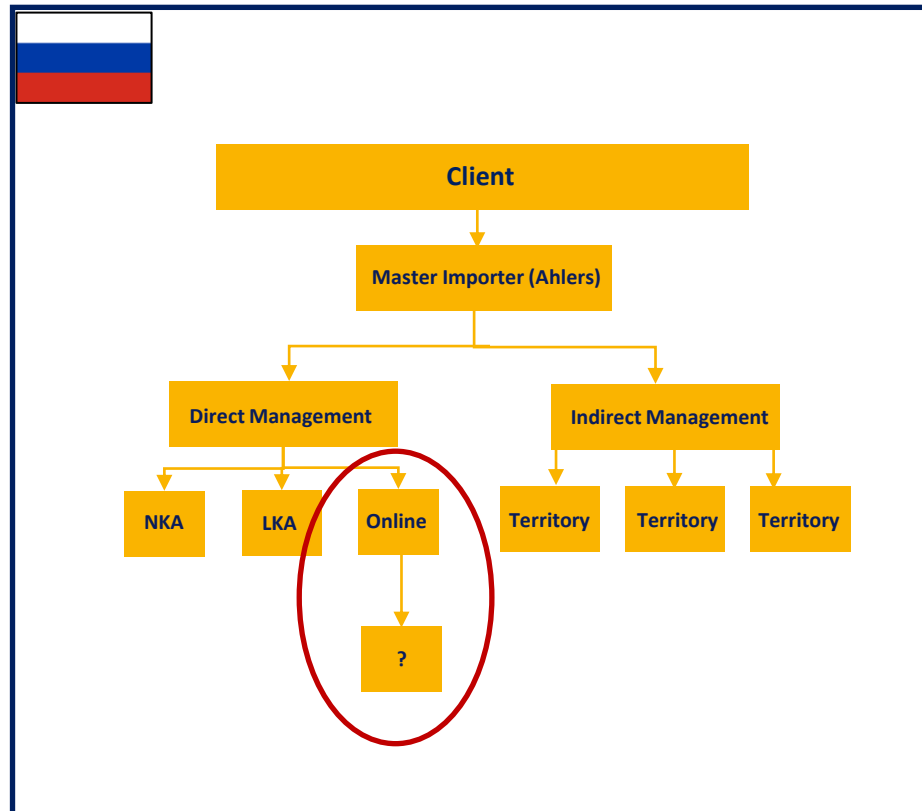 Client
Master Importer (Ahlers)
Direct Management
Indirect Management
NKA
LKA
Online
Territory
Territory
Territory
?